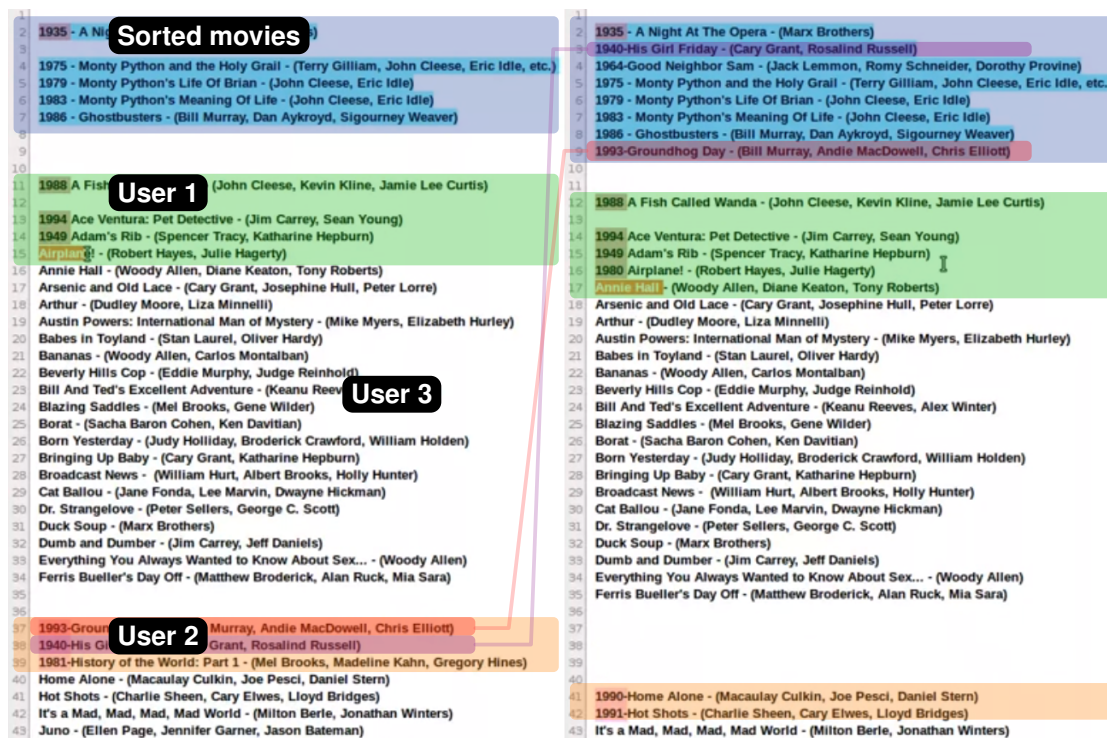 1
2 1935 - A Nig Sorted movies s)
3
4 1975 - Monty Python and the Holy Grail - (Terry Gilliam, John Cleese, Eric Idle, etc.)
5 1979 - Monty Python's Life Of Brian - (John Cleese, Eric Idle)
6 1983 - Monty Python's Meaning Of Life - (John Cleese, Eric Idle)
7 1986 - Ghostbusters - (Bill Murray, Dan Aykroyd, Sigourney Weaver)
8
9
10
11 1988 A Fish User 1 (John Cleese, Kevin Kline, Jamie Lee Curtis)
12
13 1994 Ace Ventura: Pet Detective - (Jim Carrey, Sean Young)
14 1949 Adam's Rib - (Spencer Tracy, Katharine Hepburn)
15 Airplane! - (Robert Hayes, Julie Hagerty)
16 Annie Hall - (Woody Allen, Diane Keaton, Tony Roberts)
17 Arsenic and Old Lace - (Cary Grant, Josephine Hull, Peter Lorre)
18 Arthur - (Dudley Moore, Liza Minnelli)
19 Austin Powers: International Man of Mystery - (Mike Myers, Elizabeth Hurley)
20 Babes in Toyland - (Stan Laurel, Oliver Hardy)
21 Bananas - (Woody Allen, Carlos Montalban)
22 Beverly Hills Cop - (Eddie Murphy, Judge Reinhold)
23 Bill And Ted's Excellent Adventure - (Keanu Reev User 3
24 Blazing Saddles - (Mel Brooks, Gene Wilder)
25 Borat - (Sacha Baron Cohen, Ken Davitian)
26 Born Yesterday - (Judy Holliday, Broderick Crawford, William Holden)
27 Bringing Up Baby - (Cary Grant, Katharine Hepburn)
28 Broadcast News - (William Hurt, Albert Brooks, Holly Hunter)
29 Cat Ballou - (Jane Fonda, Lee Marvin, Dwayne Hickman)
30 Dr. Strangelove - (Peter Sellers, George C. Scott)
31 Duck Soup - (Marx Brothers)
32 Dumb and Dumber - (Jim Carrey, Jeff Daniels)
33 Everything You Always Wanted to Know About Sex... - (Woody Allen)
34 Ferris Bueller's Day Off - (Matthew Broderick, Alan Ruck, Mia Sara)
35
36
37 1993-Groun Murray, Andie MacDowell, Chris Elliott)
38 1940-His Gi User 2 Grant, Rosalind Russell)
39 1981-History of the World: Part 1 - (Mel Brooks, Madeline Kahn, Gregory Hines)
40 Home Alone - (Macaulay Culkin, Joe Pesci, Daniel Stern)
41 Hot Shots - (Charlie Sheen, Cary Elwes, Lloyd Bridges)
42 It's a Mad, Mad, Mad, Mad World - (Milton Berle, Jonathan Winters)
43 Juno - (Ellen Page, Jennifer Garner, Jason Bateman)
1
2 1935 - A Night At The Opera - (Marx Brothers)
3 1940-His Girl Friday - (Cary Grant, Rosalind Russell)
4 1964-Good Neighbor Sam - (Jack Lemmon, Romy Schneider, Dorothy Provine)
5 1975 - Monty Python and the Holy Grail - (Terry Gilliam, John Cleese, Eric Idle, etc.
6 1979 - Monty Python's Life Of Brian - (John Cleese, Eric Idle)
7 1983 - Monty Python's Meaning Of Life - (John Cleese, Eric Idle)
8 1986 - Ghostbusters - (Bill Murray, Dan Aykroyd, Sigourney Weaver)
9 1993-Groundhog Day - (Bill Murray, Andie MacDowell, Chris Elliott)
10
11
12 1988 A Fish Called Wanda - (John Cleese, Kevin Kline, Jamie Lee Curtis)
13
14 1994 Ace Ventura: Pet Detective - (Jim Carrey, Sean Young)
15 1949 Adam's Rib - (Spencer Tracy, Katharine Hepburn)
16 1980 Airplane! - (Robert Hayes, Julie Hagerty)
17 Annie Hall - (Woody Allen, Diane Keaton, Tony Roberts)
18 Arsenic and Old Lace - (Cary Grant, Josephine Hull, Peter Lorre)
19 Arthur - (Dudley Moore, Liza Minnelli)
20 Austin Powers: International Man of Mystery - (Mike Myers, Elizabeth Hurley)
21 Babes in Toyland - (Stan Laurel, Oliver Hardy)
22 Bananas - (Woody Allen, Carlos Montalban)
23 Beverly Hills Cop - (Eddie Murphy, Judge Reinhold)
24 Bill And Ted's Excellent Adventure - (Keanu Reeves, Alex Winter)
25 Blazing Saddles - (Mel Brooks, Gene Wilder)
26 Borat - (Sacha Baron Cohen, Ken Davitian)
27 Born Yesterday - (Judy Holliday, Broderick Crawford, William Holden)
28 Bringing Up Baby - (Cary Grant, Katharine Hepburn)
29 Broadcast News - (William Hurt, Albert Brooks, Holly Hunter)
30 Cat Ballou - (Jane Fonda, Lee Marvin, Dwayne Hickman)
31 Dr. Strangelove - (Peter Sellers, George C. Scott)
32 Duck Soup - (Marx Brothers)
33 Dumb and Dumber - (Jim Carrey, Jeff Daniels)
34 Everything You Always Wanted to Know About Sex... - (Woody Allen)
35 Ferris Bueller's Day Off - (Matthew Broderick, Alan Ruck, Mia Sara)
36
37
38
39
40
41 1990-Home Alone - (Macaulay Culkin, Joe Pesci, Daniel Stern)
42 1991-Hot Shots - (Charlie Sheen, Cary Elwes, Lloyd Bridges)
43 It's a Mad, Mad, Mad, Mad World - (Milton Berle, Jonathan Winters)